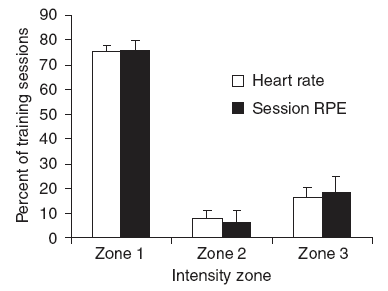 Percent of training sessions
90
80
70
60
50
40
30
20
10
0
Heart rate
Session RPE
Zone 1 Zone 2 Zone 3
Intensity zone